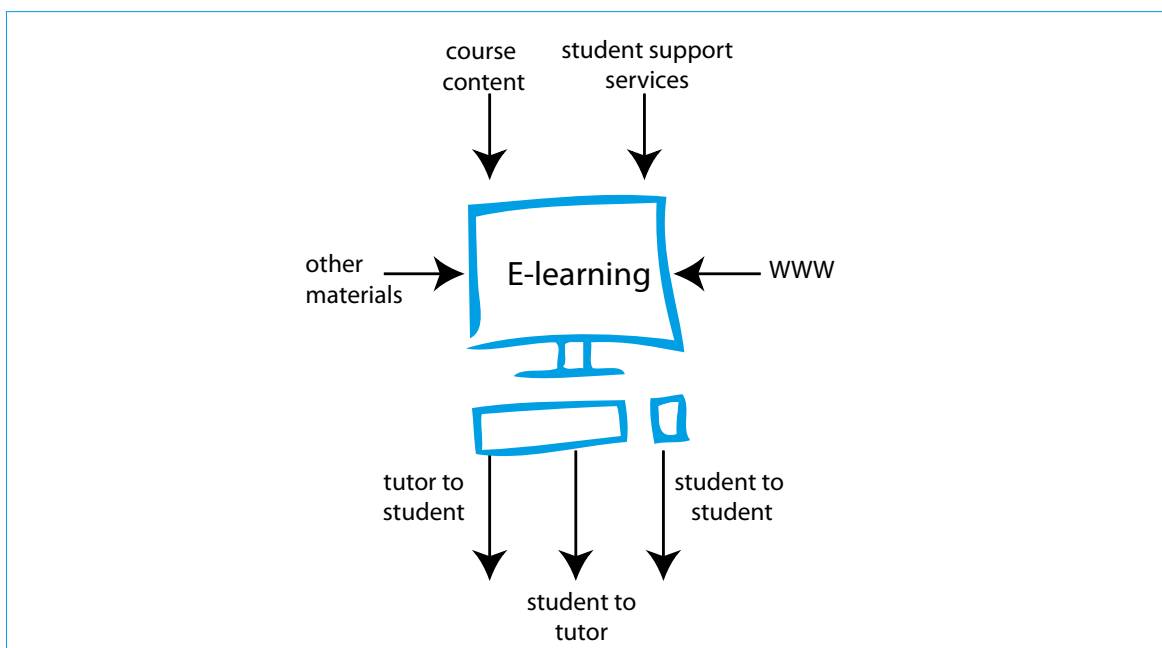 course
content
student support
services
other
materials
E-learning
WWW
tutor to
student
student to
student
student to
tutor